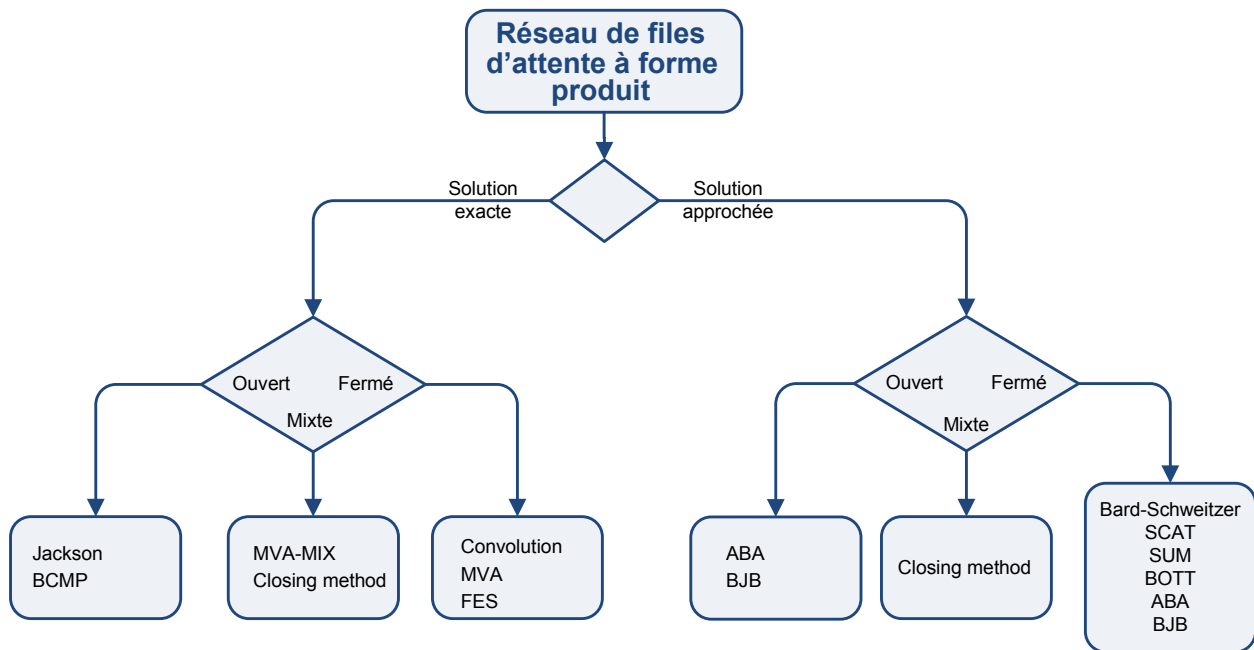 Réseau de files
d’attente à forme
produit
Solution
exacte
Solution
approchée
Ouvert
Fermé
Mixte
Ouvert
Fermé
Mixte
Jackson
BCMP
MVA-MIX
Closing method
Convolution
MVA
FES
ABA
BJB
Closing method
Bard-Schweitzer
SCAT
SUM
BOTT
ABA
BJB